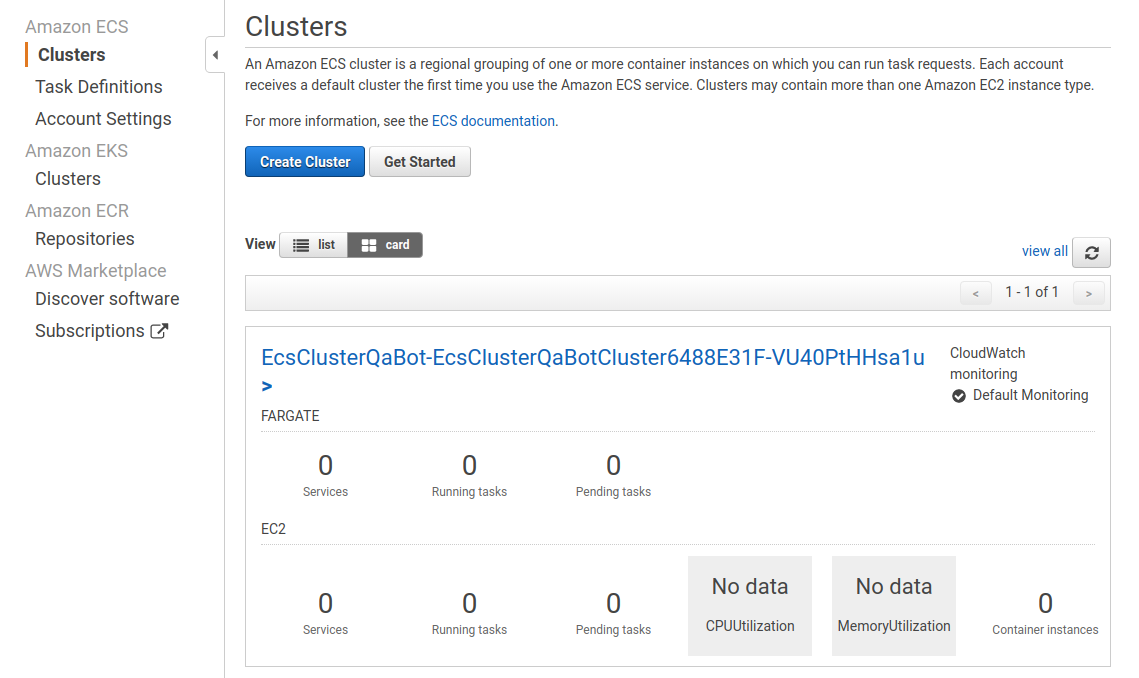 Amazon ECS
Clusters
Task Definitions
Account Settings
Amazon EKS
Clusters
Amazon ECR
Repositories
AWS Marketplace
Discover software
Subscriptions
Clusters
An Amazon ECS cluster is a regional grouping of one or more container instances on which you can run task requests. Each account
receives a default cluster the first time you use the Amazon ECS service. Clusters may contain more than one Amazon EC2 instance type.
For more information, see the ECS documentation.
Create Cluster Get Started
View list card
view all
< 1 - 1 of 1 >
EcsClusterQaBot-EcsClusterQaBotCluster6488E31F-VU40PtHHsa1u
>
CloudWatch
monitoring
Default Monitoring
FARGATE
0 0 0
Services Running tasks Pending tasks
EC2
No data No data
0 0 0 0
CPUUtilization MemoryUtilization
Services Running tasks Pending tasks Container instances